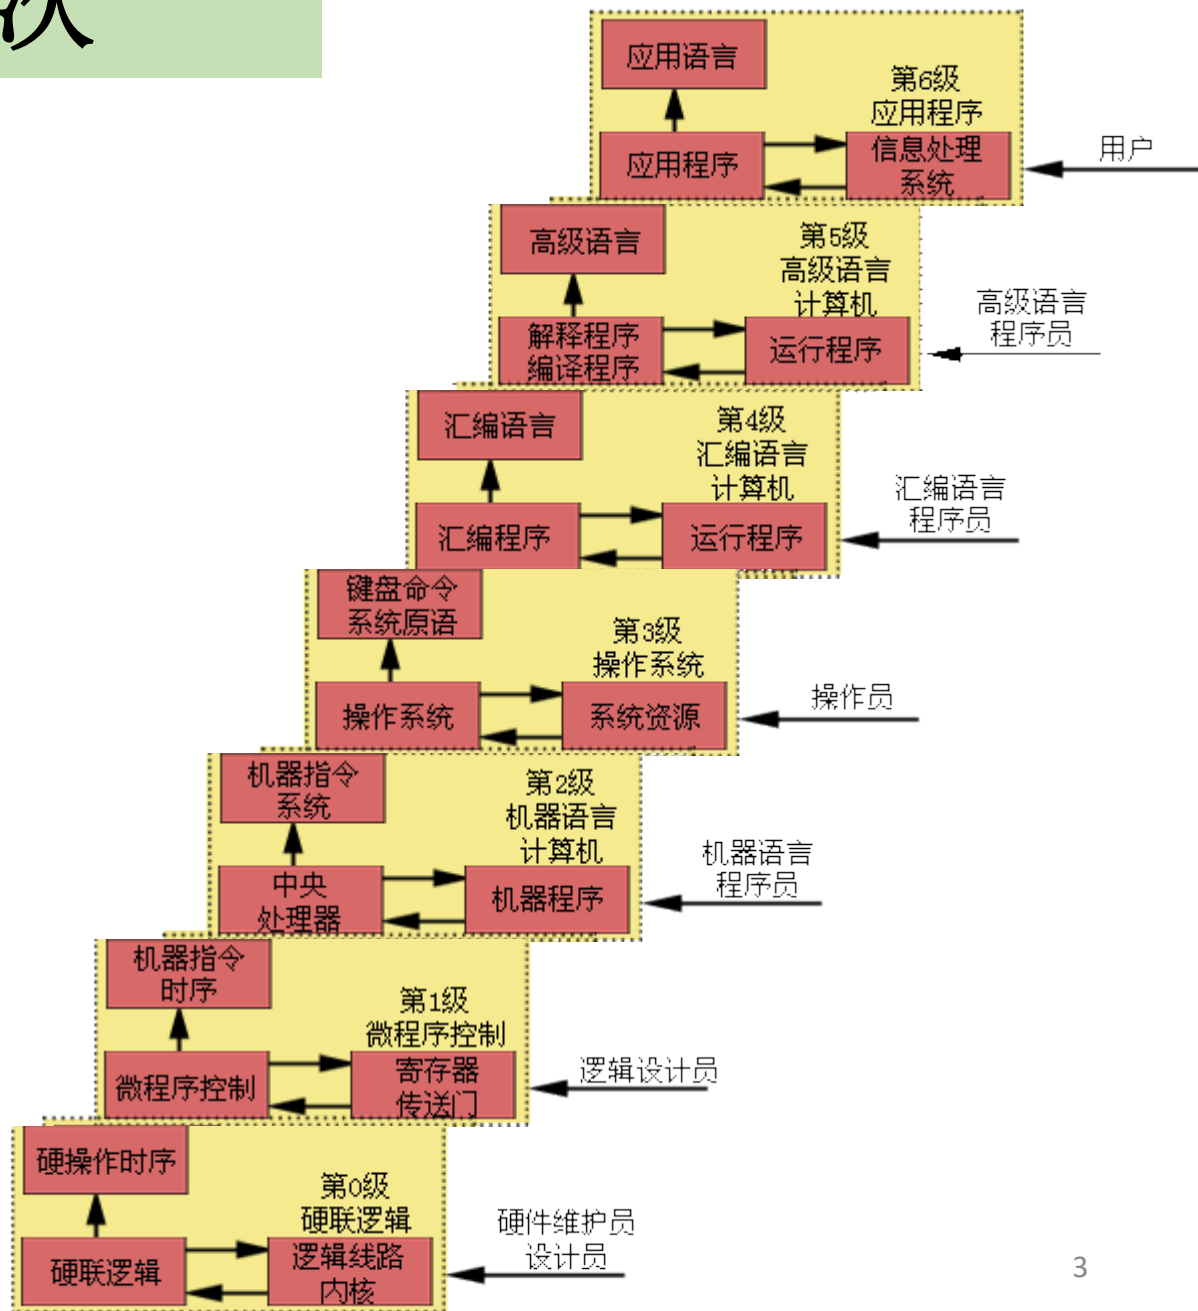 次
应用语言
第6级
应用程序
应用程序
信息处理
系统
用户
高级语言
第5级
高级语言
计算机
解释程序
编译程序
运行程序
高级语言
程序员
汇编语言
第4级
汇编语言
计算机
汇编程序
运行程序
汇编语言
程序员
键盘命令
系统原语
第3级
操作系统
操作系统
系统资源
操作员
机器指令
系统
第2级
机器语言
计算机
中央
处理器
机器程序
机器语言
程序员
机器指令
时序
第1级
微程序控制
微程序控制
寄存器
传送门
逻辑设计员
硬操作时序
第0级
硬联逻辑
硬联逻辑
逻辑线路
内核
硬件维护员
设计员
3